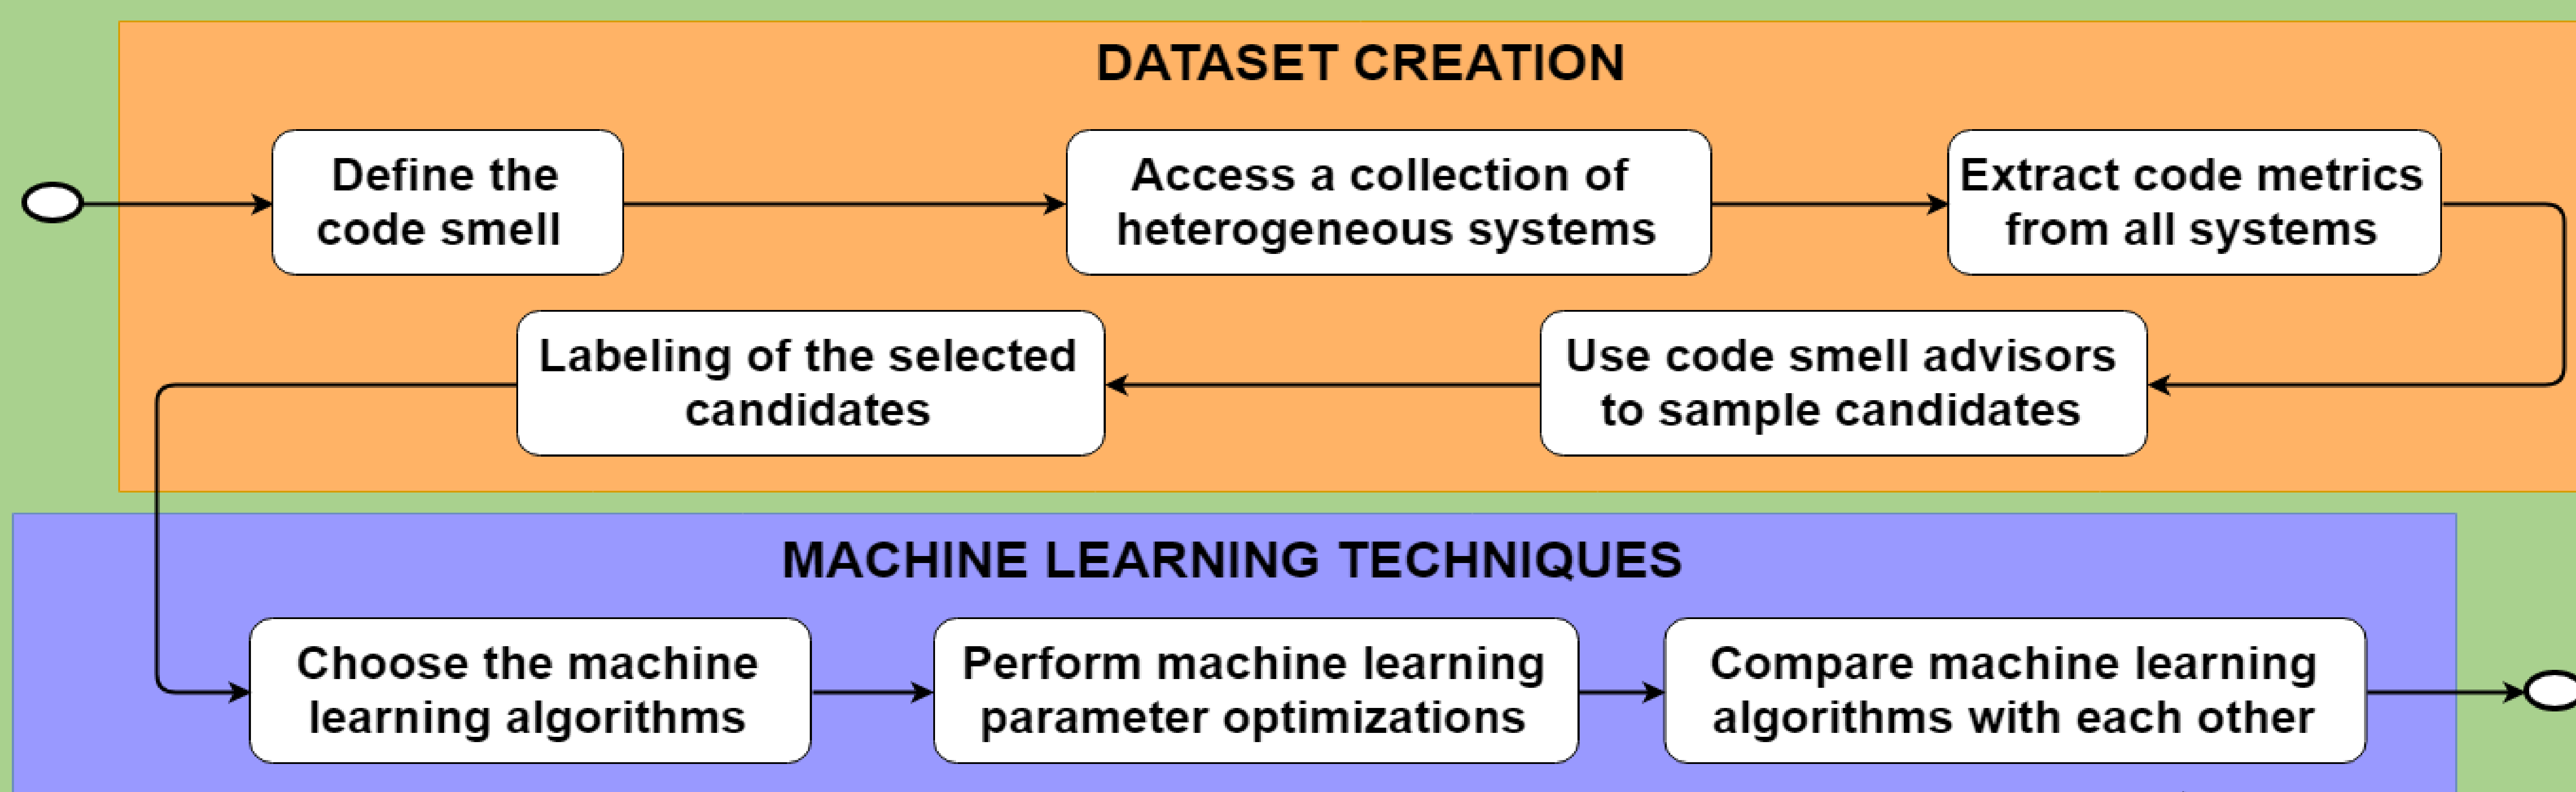 DATASET CREATION
Define the
code smell
Access a collection of
heterogeneous systems
Extract code metrics
from all systems
Use code smell advisors
to sample candidates
Labeling of the selected
candidates
MACHINE LEARNING TECHNIQUES
Choose the machine
learning algorithms
Perform machine learning
parameter optimizations
Compare machine learning
algorithms with each other